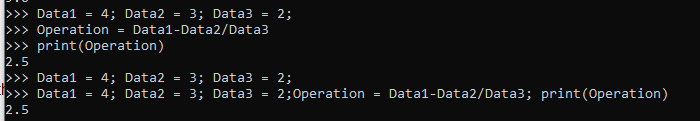 >>> Data1 = 4; Data2 = 3; Data3 = 2;
>>> Operation = Data1-Data2/Data3
>>> print(Operation)
2.5
>>> Data1 = 4; Data2 = 3; Data3 = 2;
>>> Data1 = 4; Data2 = 3; Data3 = 2;Operation = Data1-Data2/Data3; print(Operation)
2.5